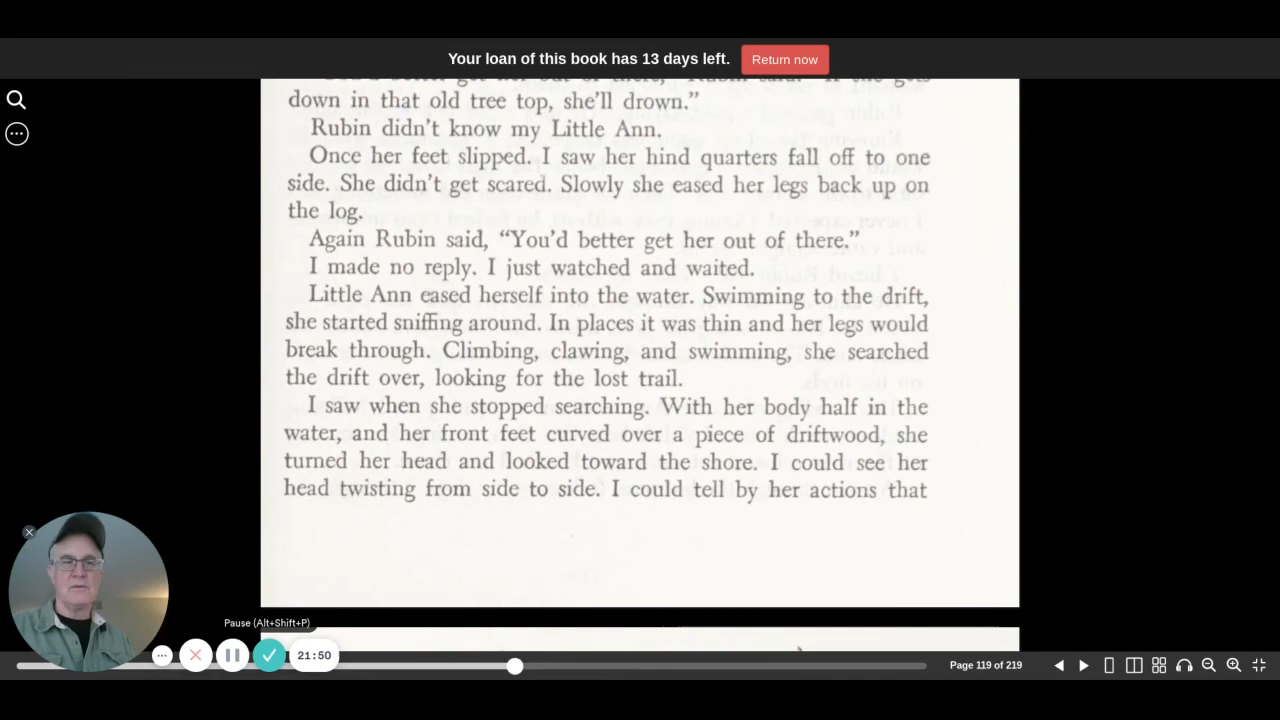 Your loan of this book has 13 days left. Return now
down in that old tree top, she'll drown.”
Rubin didn't know my Little Ann.
Once her feet slipped. I saw her hind quarters fall off to one
side. She didn't get scared. Slowly she eased her legs back up on
the log.
Again Rubin said, “You'd better get her out of there.”
I made no reply. I just watched and waited.
Little Ann eased herself into the water. Swimming to the drift,
she started sniffing around. In places it was thin and her legs would
break through. Climbing, clawing, and swimming, she searched
the drift over, looking for the lost trail.
I saw when she stopped searching. With her body half in the
water, and her front feet curved over a piece of driftwood, she
turned her head and looked toward the shore. I could see her
head twisting from side to side. I could tell by her actions that
Pause (Alt+Shift+P)
21:50
Page 119 of 219